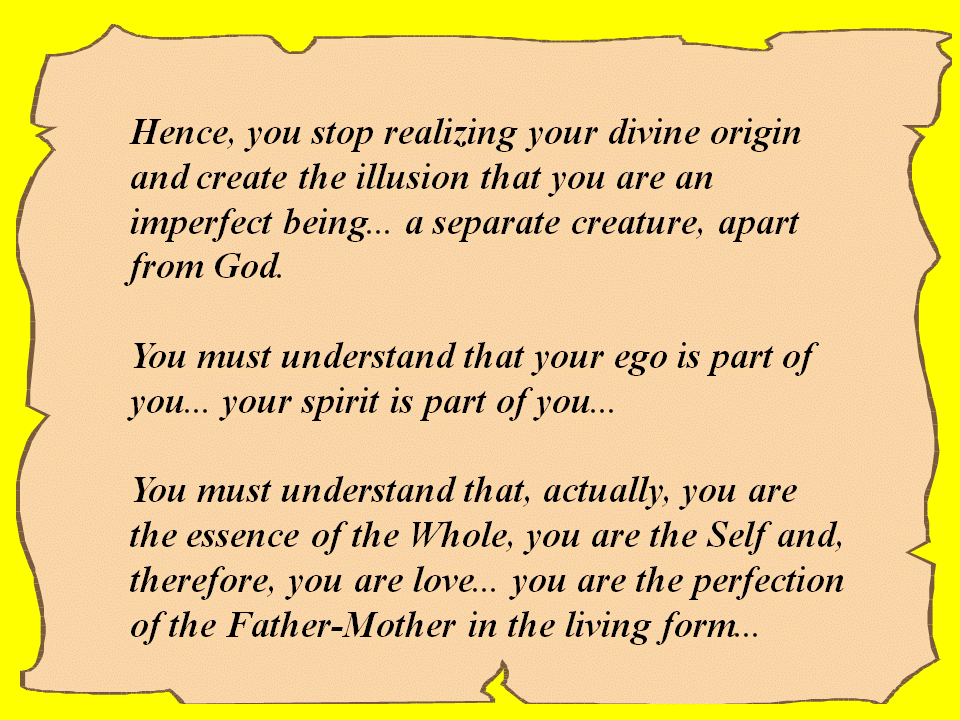 Hence, you stop realizing your divine origin
and create the illusion that you are an
imperfect being... a separate creature, apart
from God.
You must understand that your ego is part of
you... your spirit is part of you...
You must understand that, actually, you are
the essence of the Whole, you are the Self and,
therefore, you are love... you are the perfection
of the Father-Mother in the living form...